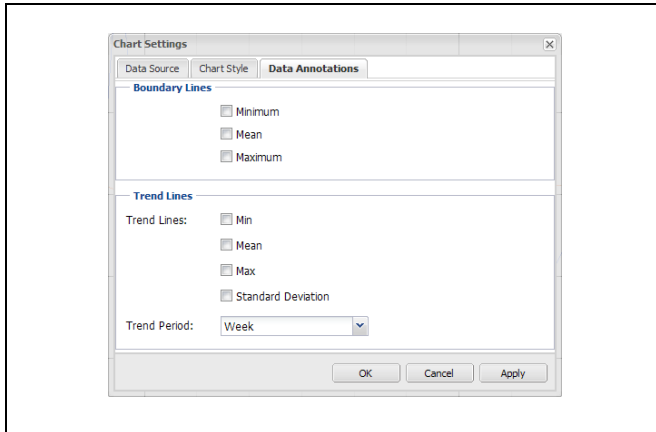 Chart Settings
Data Source Chart Style Data Annotations
Boundary Lines
Minimum
Mean
Maximum
Trend Lines
Trend Lines: Min
Mean
Max
Standard Deviation
Trend Period: Week
OK Cancel Apply